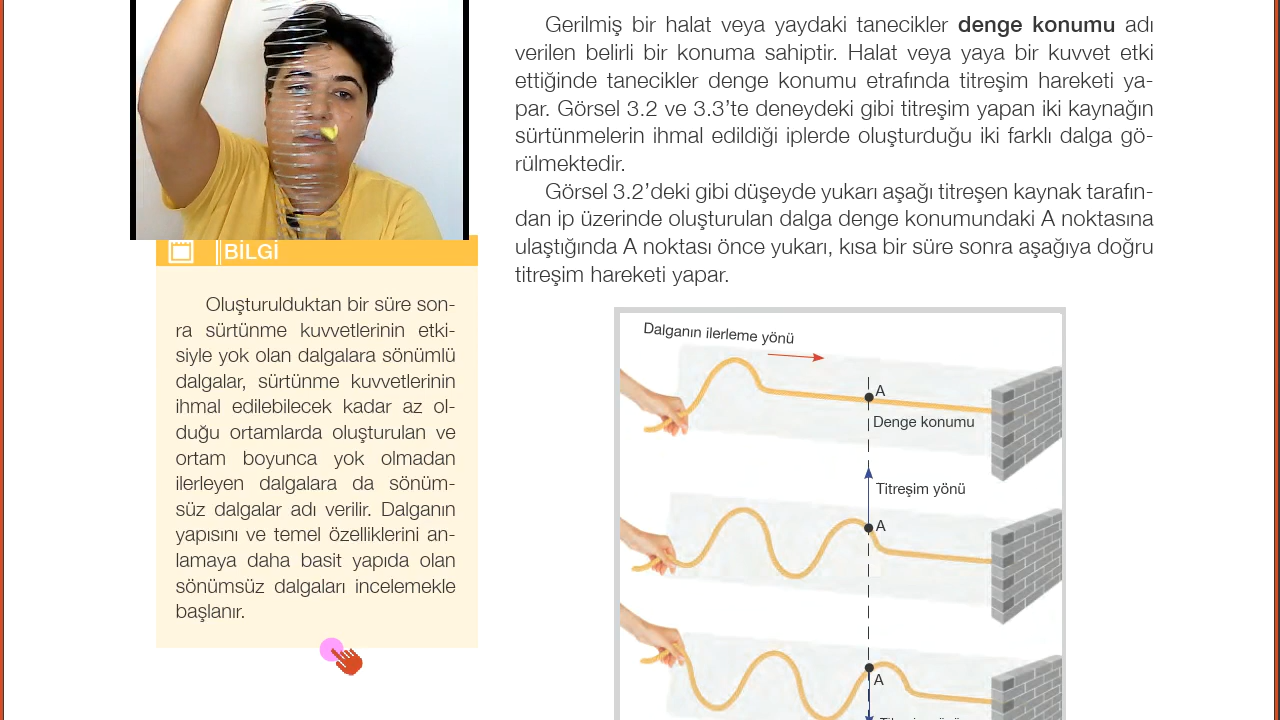 Gerilmiş bir halat veya yaydaki tanecikler denge konumu adı
verilen belirli bir konuma sahiptir. Halat veya yaya bir kuvvet etki
ettiğinde tanecikler denge konumu etrafında titreşim hareketi ya-
par. Görsel 3.2 ve 3.3’te deneydeki gibi titreşim yapan iki kaynağın
sürtünmelerin ihmal edildiği iplerde oluşturduğu iki farklı dalga gö-
rülmektedir.
Görsel 3.2’deki gibi düşeyde yukarı aşağı titreşen kaynak tarafın-
dan ip üzerinde oluşturulan dalga denge konumundaki A noktasına
ulaştığında A noktası önce yukarı, kısa bir süre sonra aşağıya doğru
titreşim hareketi yapar.
BİLGİ
Oluşturulduktan bir süre son-
ra sürtünme kuvvetlerinin etki-
siyle yok olan dalgalara sönümlü
dalgalar, sürtünme kuvvetlerinin
ihmal edilebilecek kadar az ol-
duğu ortamlarda oluşturulan ve
ortam boyunca yok olmadan
ilerleyen dalgalara da sönüm-
süz dalgalar adı verilir. Dalganın
yapısını ve temel özelliklerini an-
lamaya daha basit yapıda olan
sönümsüz dalgaları incelemekle
başlanır.
Dalganın ilerleme yönü
A
Denge konumu
Titreşim yönü
A
A